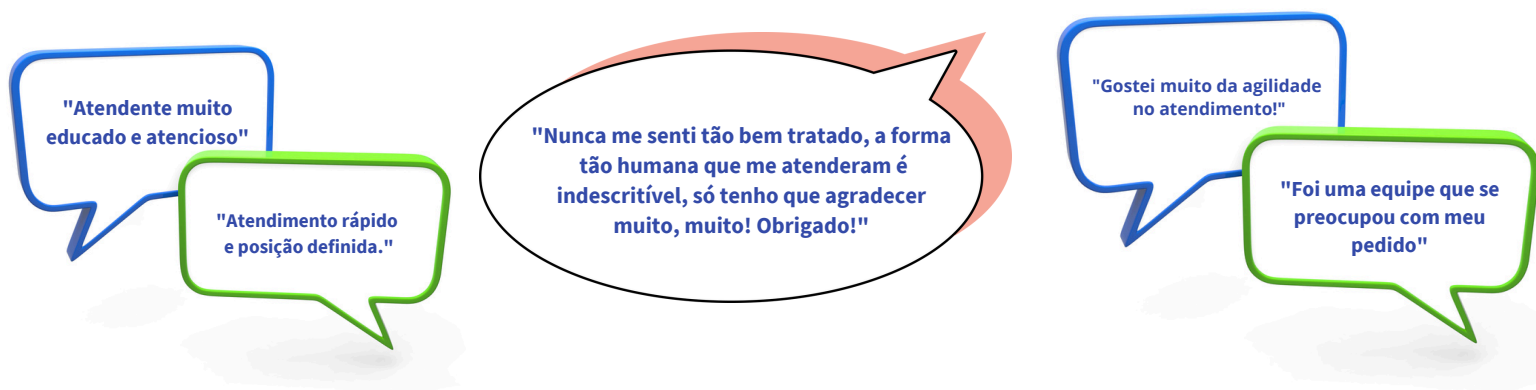 "Atendente muito
educado e atencioso"
"Atendimento rápido
e posição definida."
"Nunca me senti tão bem tratado, a forma
tão humana que me atenderam é
indescritível, só tenho que agradecer
muito, muito! Obrigado!"
"Gostei muito da agilidade
no atendimento!"
"Foi uma equipe que se
preocupou com meu
pedido"